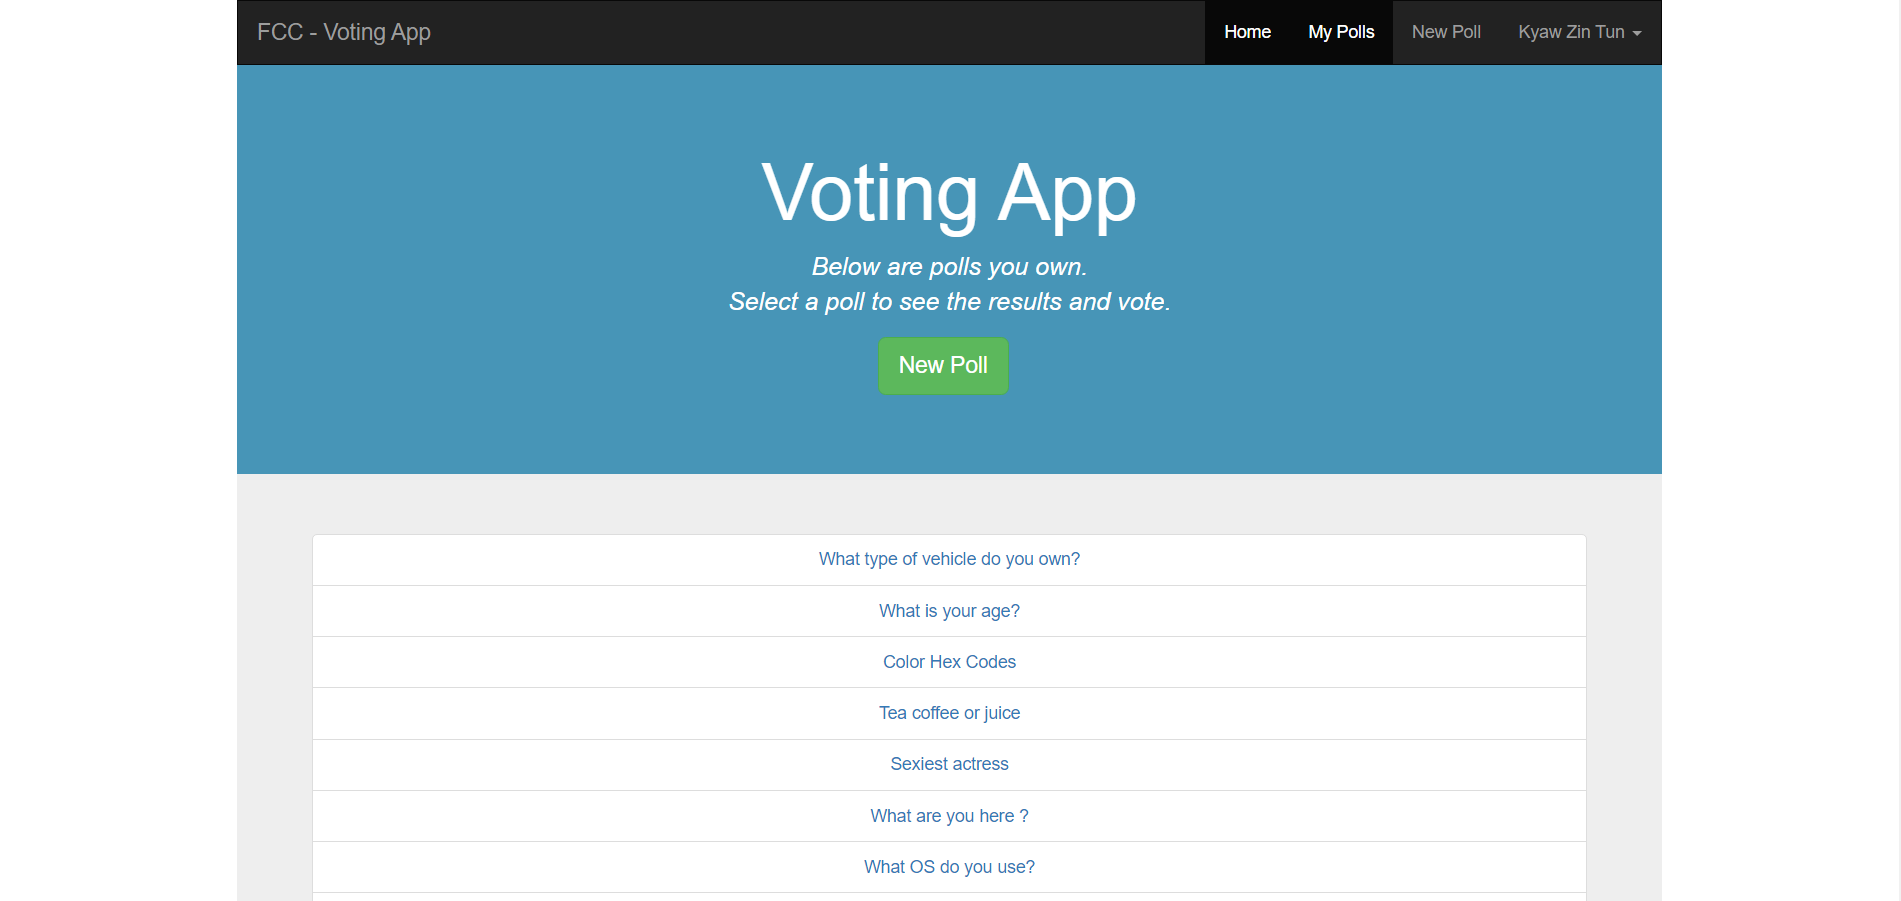 FCC - Voting App
Home
My Polls
New Poll
Kyaw Zin Tun
Voting App
Below are polls you own.
Select a poll to see the results and vote.
New Poll
What type of vehicle do you own?
What is your age?
Color Hex Codes
Tea coffee or juice
Sexiest actress
What are you here ?
What OS do you use?